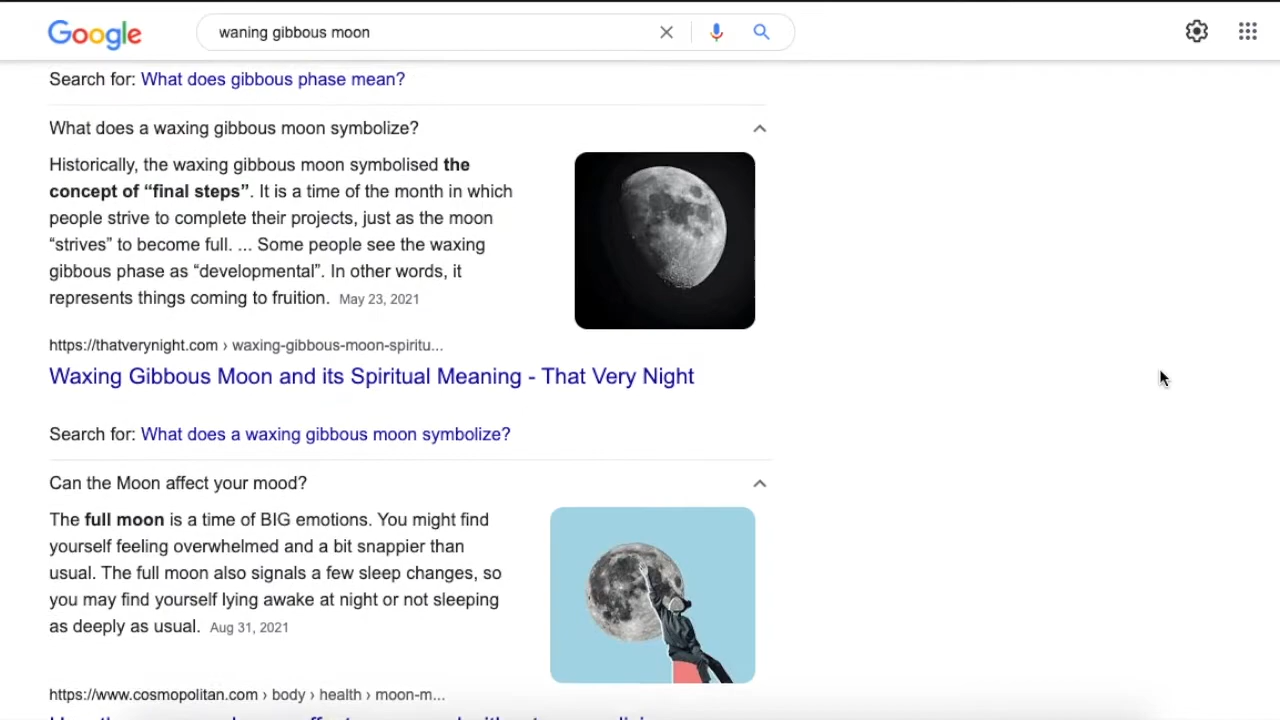 Google
waning gibbous moon
Search for: What does gibbous phase mean?
What does a waxing gibbous moon symbolize?
Historically, the waxing gibbous moon symbolised the
concept of “final steps”. It is a time of the month in which
people strive to complete their projects, just as the moon
“strives” to become full. ... Some people see the waxing
gibbous phase as “developmental”. In other words, it
represents things coming to fruition. May 23, 2021
https://thatverynight.com › waxing-gibbous-moon-spiritu...
Waxing Gibbous Moon and its Spiritual Meaning - That Very Night
Search for: What does a waxing gibbous moon symbolize?
Can the Moon affect your mood?
The full moon is a time of BIG emotions. You might find
yourself feeling overwhelmed and a bit snappier than
usual. The full moon also signals a few sleep changes, so
you may find yourself lying awake at night or not sleeping
as deeply as usual. Aug 31, 2021
https://www.cosmopolitan.com › body › health › moon-m...